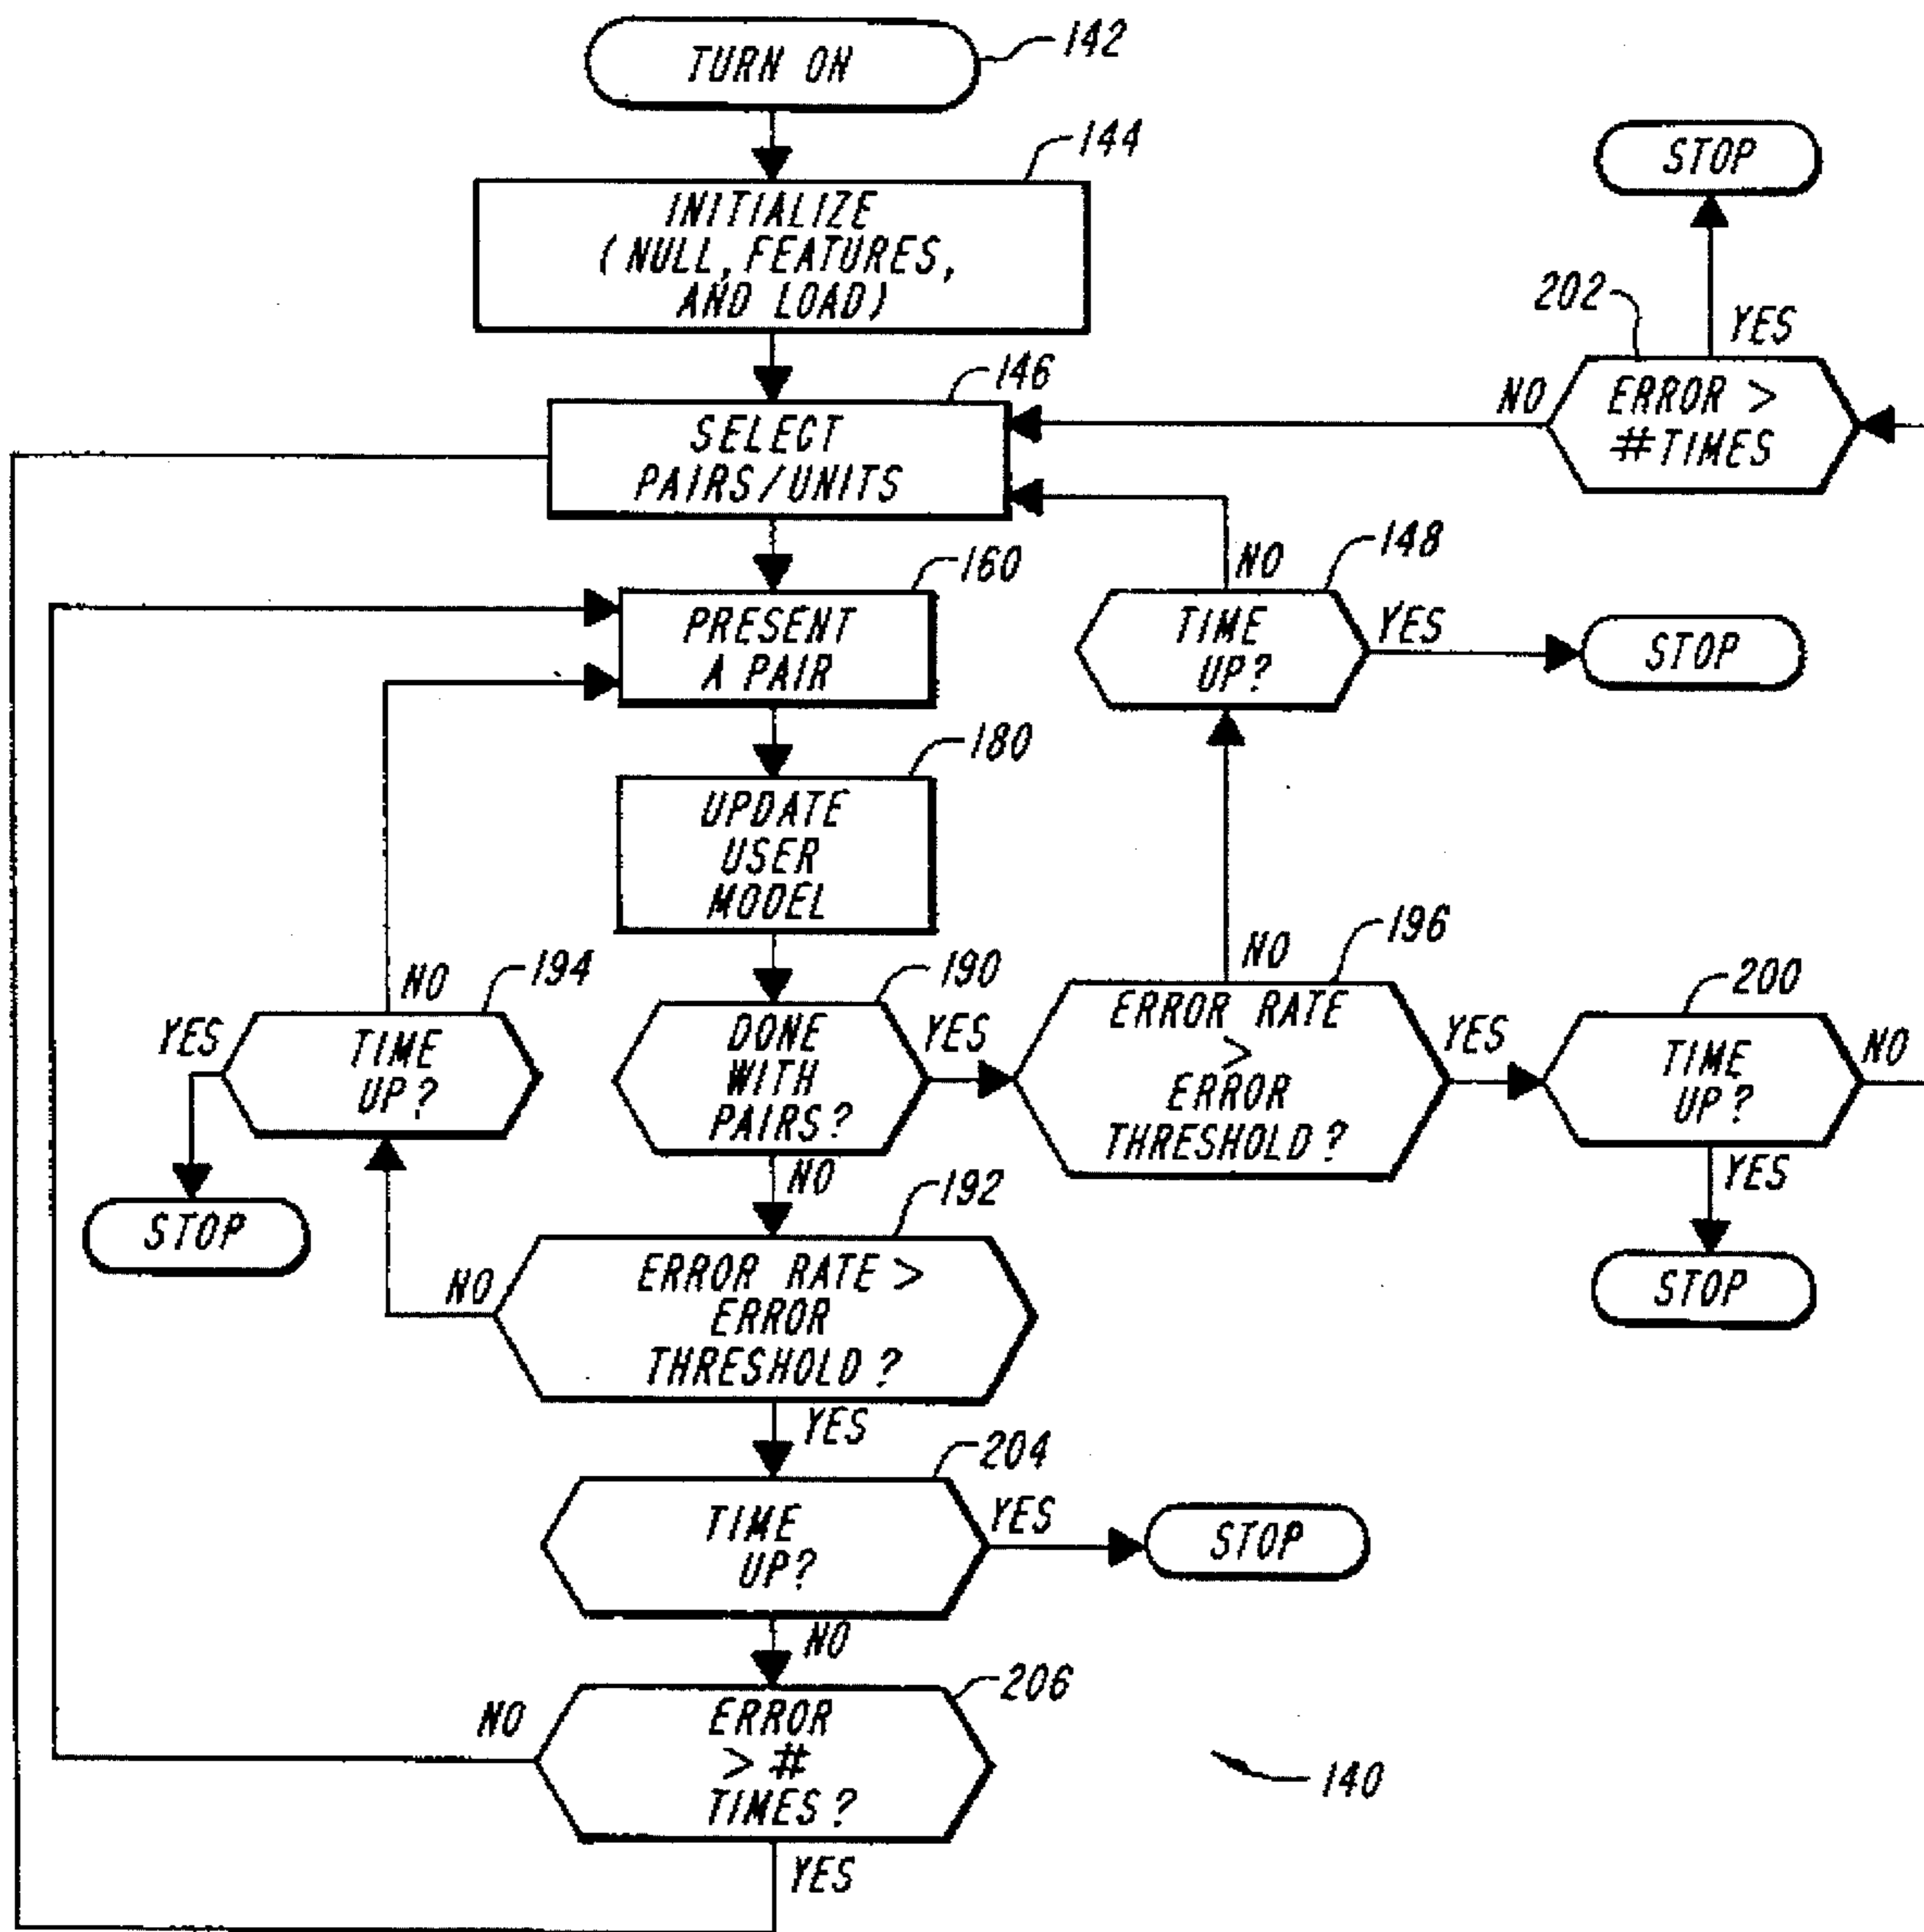 TURN ON
142
144
INITIALIZE
(NULL, FEATURES,
AND LOAD)
STOP
202
YES
NO
ERROR >
#TIMES
146
SELECT
PAIRS/UNITS
160
PRESENT
A PAIR
NO
148
TIME
UP?
YES
STOP
180
UPDATE
USER
MODEL
NO
194
YES
TIME
UP?
STOP
190
DONE
WITH
PAIRS?
YES
NO
NO
196
ERROR RATE
>
ERROR
THRESHOLD?
YES
200
TIME
UP?
NO
YES
STOP
192
ERROR RATE >
ERROR
THRESHOLD?
NO
YES
204
TIME
UP?
YES
STOP
NO
206
ERROR
> #
TIMES?
NO
YES
140